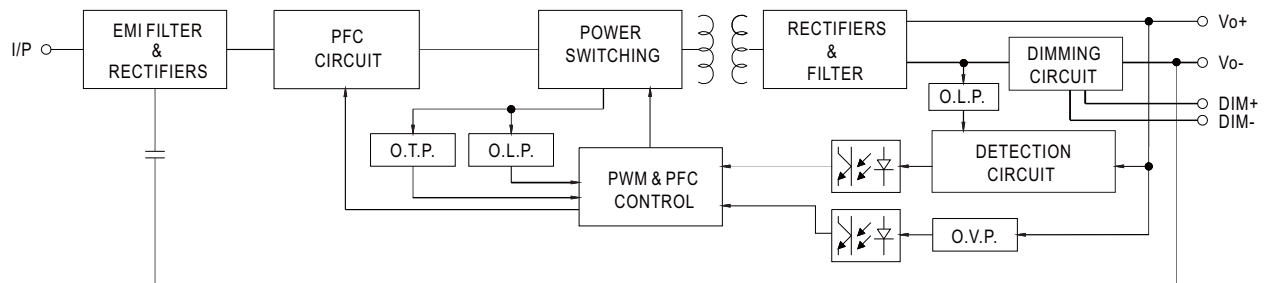 I/P
EMI FILTER
&
RECTIFIERS
PFC
CIRCUIT
POWER
SWITCHING
RECTIFIERS
&
FILTER
DIMMING
CIRCUIT
Vo+
Vo-
DIM+
DIM-
O.L.P.
O.T.P.
O.L.P.
PWM & PFC
CONTROL
DETECTION
CIRCUIT
O.V.P.